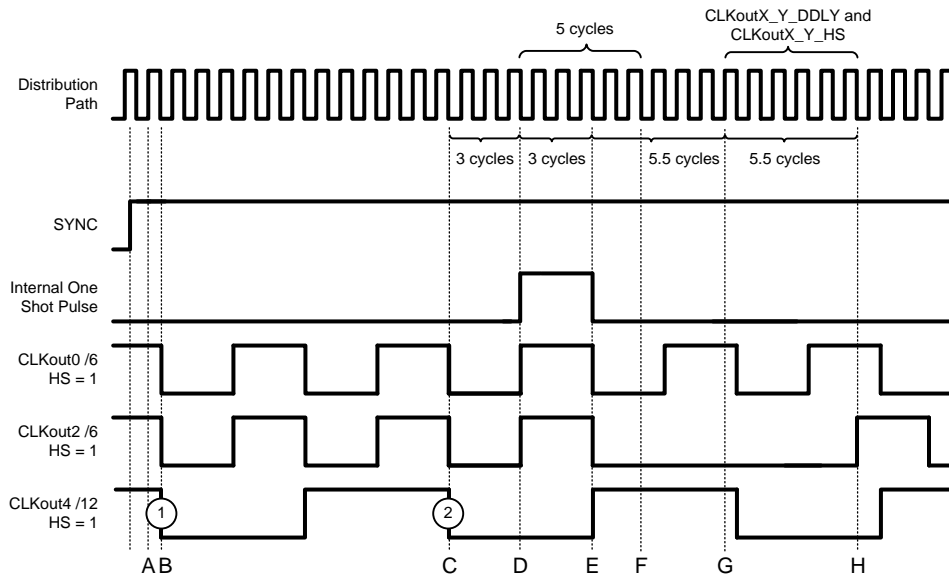 CLKoutX_Y_DDLY and
CLKoutX_Y_HS
5 cycles
Distribution
Path
3 cycles
3 cycles
5.5 cycles
5.5 cycles
SYNC
Internal One
Shot Pulse
CLKout0 /6
HS = 1
CLKout2 /6
HS = 1
CLKout4 /12
HS = 1
1
2
A B C D E F G H